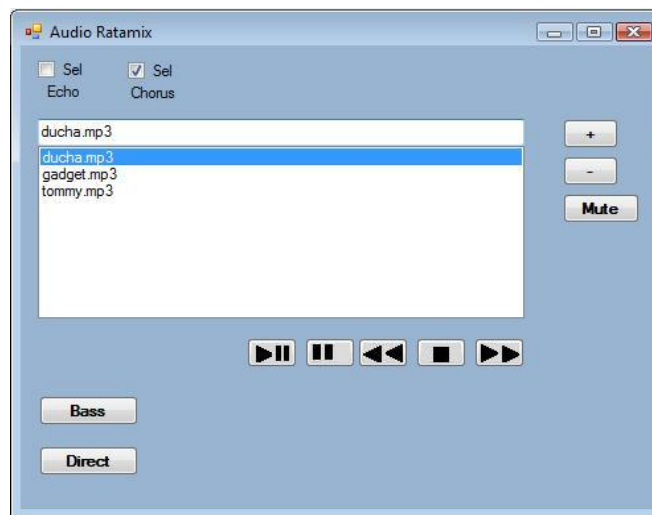 Audio Ratamix
Sel Sel
Echo Chorus
ducha.mp3
ducha.mp3
gadget.mp3
tommy.mp3
+
-
Mute
Bass
Direct